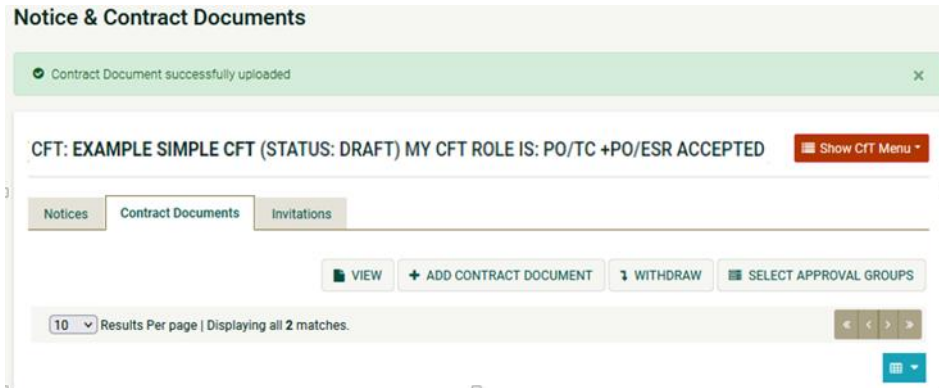 Notice & Contract Documents
Contract Document successfully uploaded ×
CFT: EXAMPLE SIMPLE CFT (STATUS: DRAFT) MY CFT ROLE IS: PO/TC +PO/ESR ACCEPTED Show CfT Menu
Notices Contract Documents Invitations
VIEW + ADD CONTRACT DOCUMENT WITHDRAW SELECT APPROVAL GROUPS
10 Results Per page | Displaying all 2 matches. « ‹ › »